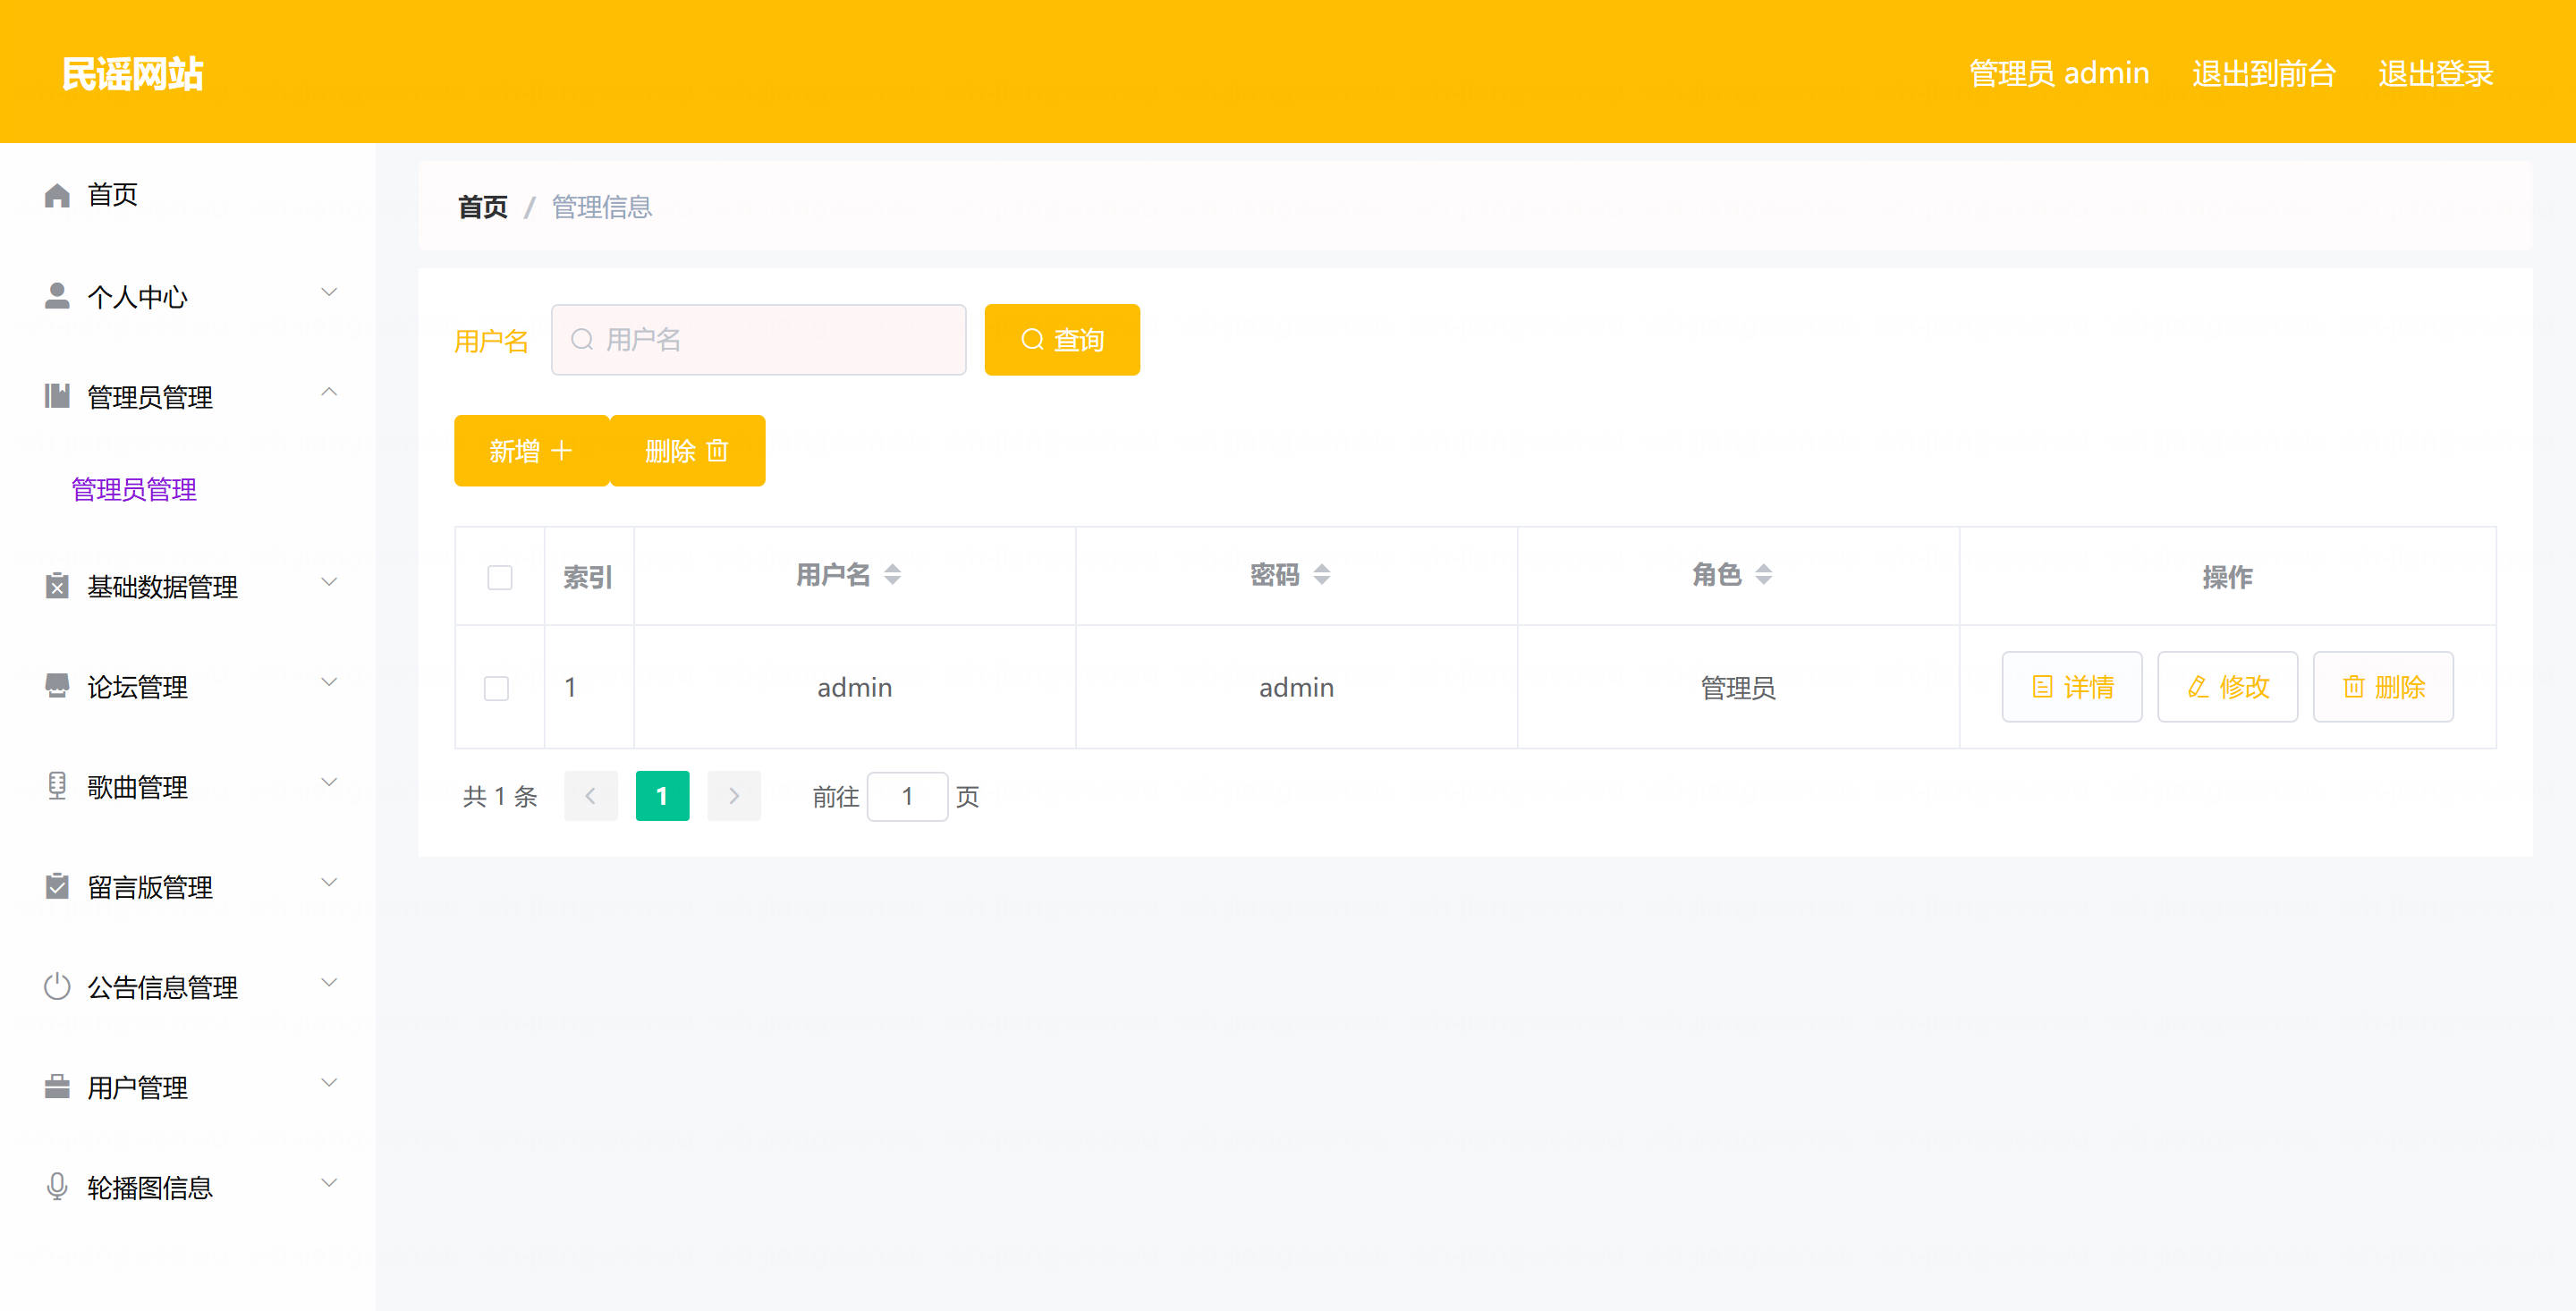 民谣网站
管理员 admin 退出到前台 退出登录
首页
个人中心
管理员管理
管理员管理
基础数据管理
论坛管理
歌曲管理
留言版管理
公告信息管理
用户管理
轮播图信息
首页 / 管理信息
用户名 用户名 查询
新增 删除
索引 用户名 密码 角色 操作
1 admin admin 管理员 详情 修改 删除
共 1 条 1 前往 1 页